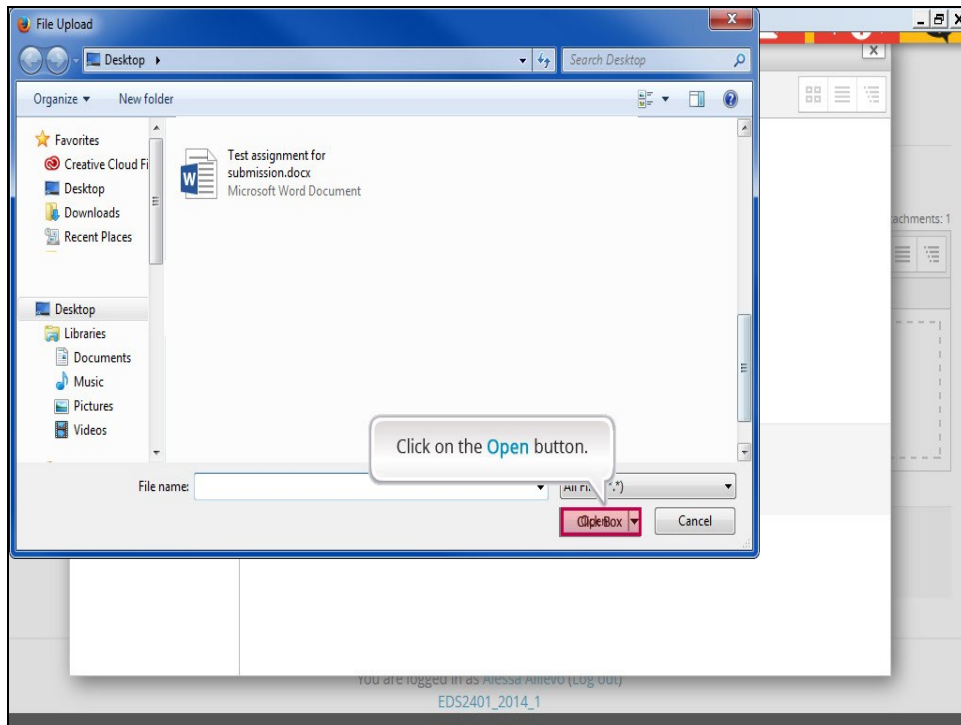 File Upload
Desktop
Search Desktop
Organize
New folder
Favorites
Creative Cloud Fi
Desktop
Downloads
Recent Places
Test assignment for
submission.docx
Microsoft Word Document
Desktop
Libraries
Documents
Music
Pictures
Videos
achments: 1
Click on the Open button.
File name:
Cancel
You are logged in as Alessa Allievo (Log out)
EDS2401_2014_1